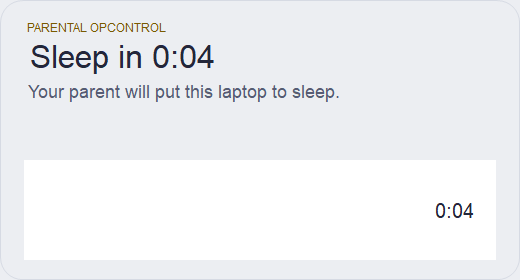 PARENTAL OPCONTROL
Sleep in 0:04
Your parent will put this laptop to sleep.
0:04